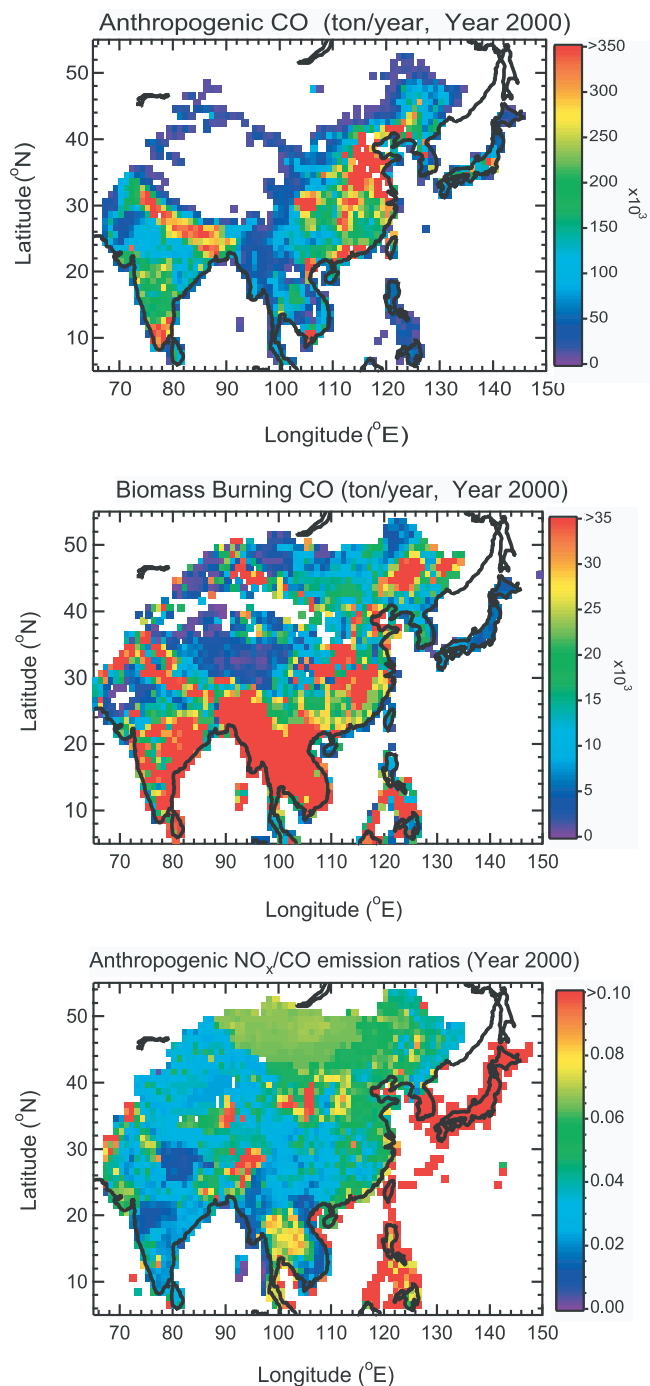 Anthropogenic CO (ton/year, Year 2000)
50
40
30
20
10
Latitude (°N)
70 80 90 100 110 120 130 140 150
Longitude (°E)
>350
300
250
200
150
100
50
0
x10³
Biomass Burning CO (ton/year, Year 2000)
50
40
30
20
10
Latitude (°N)
70 80 90 100 110 120 130 140 150
Longitude (°E)
>35
30
25
20
15
10
5
0
x10³
Anthropogenic NOₓ/CO emission ratios (Year 2000)
50
40
30
20
10
Latitude (°N)
70 80 90 100 110 120 130 140 150
Longitude (°E)
>0.10
0.08
0.06
0.04
0.02
0.00